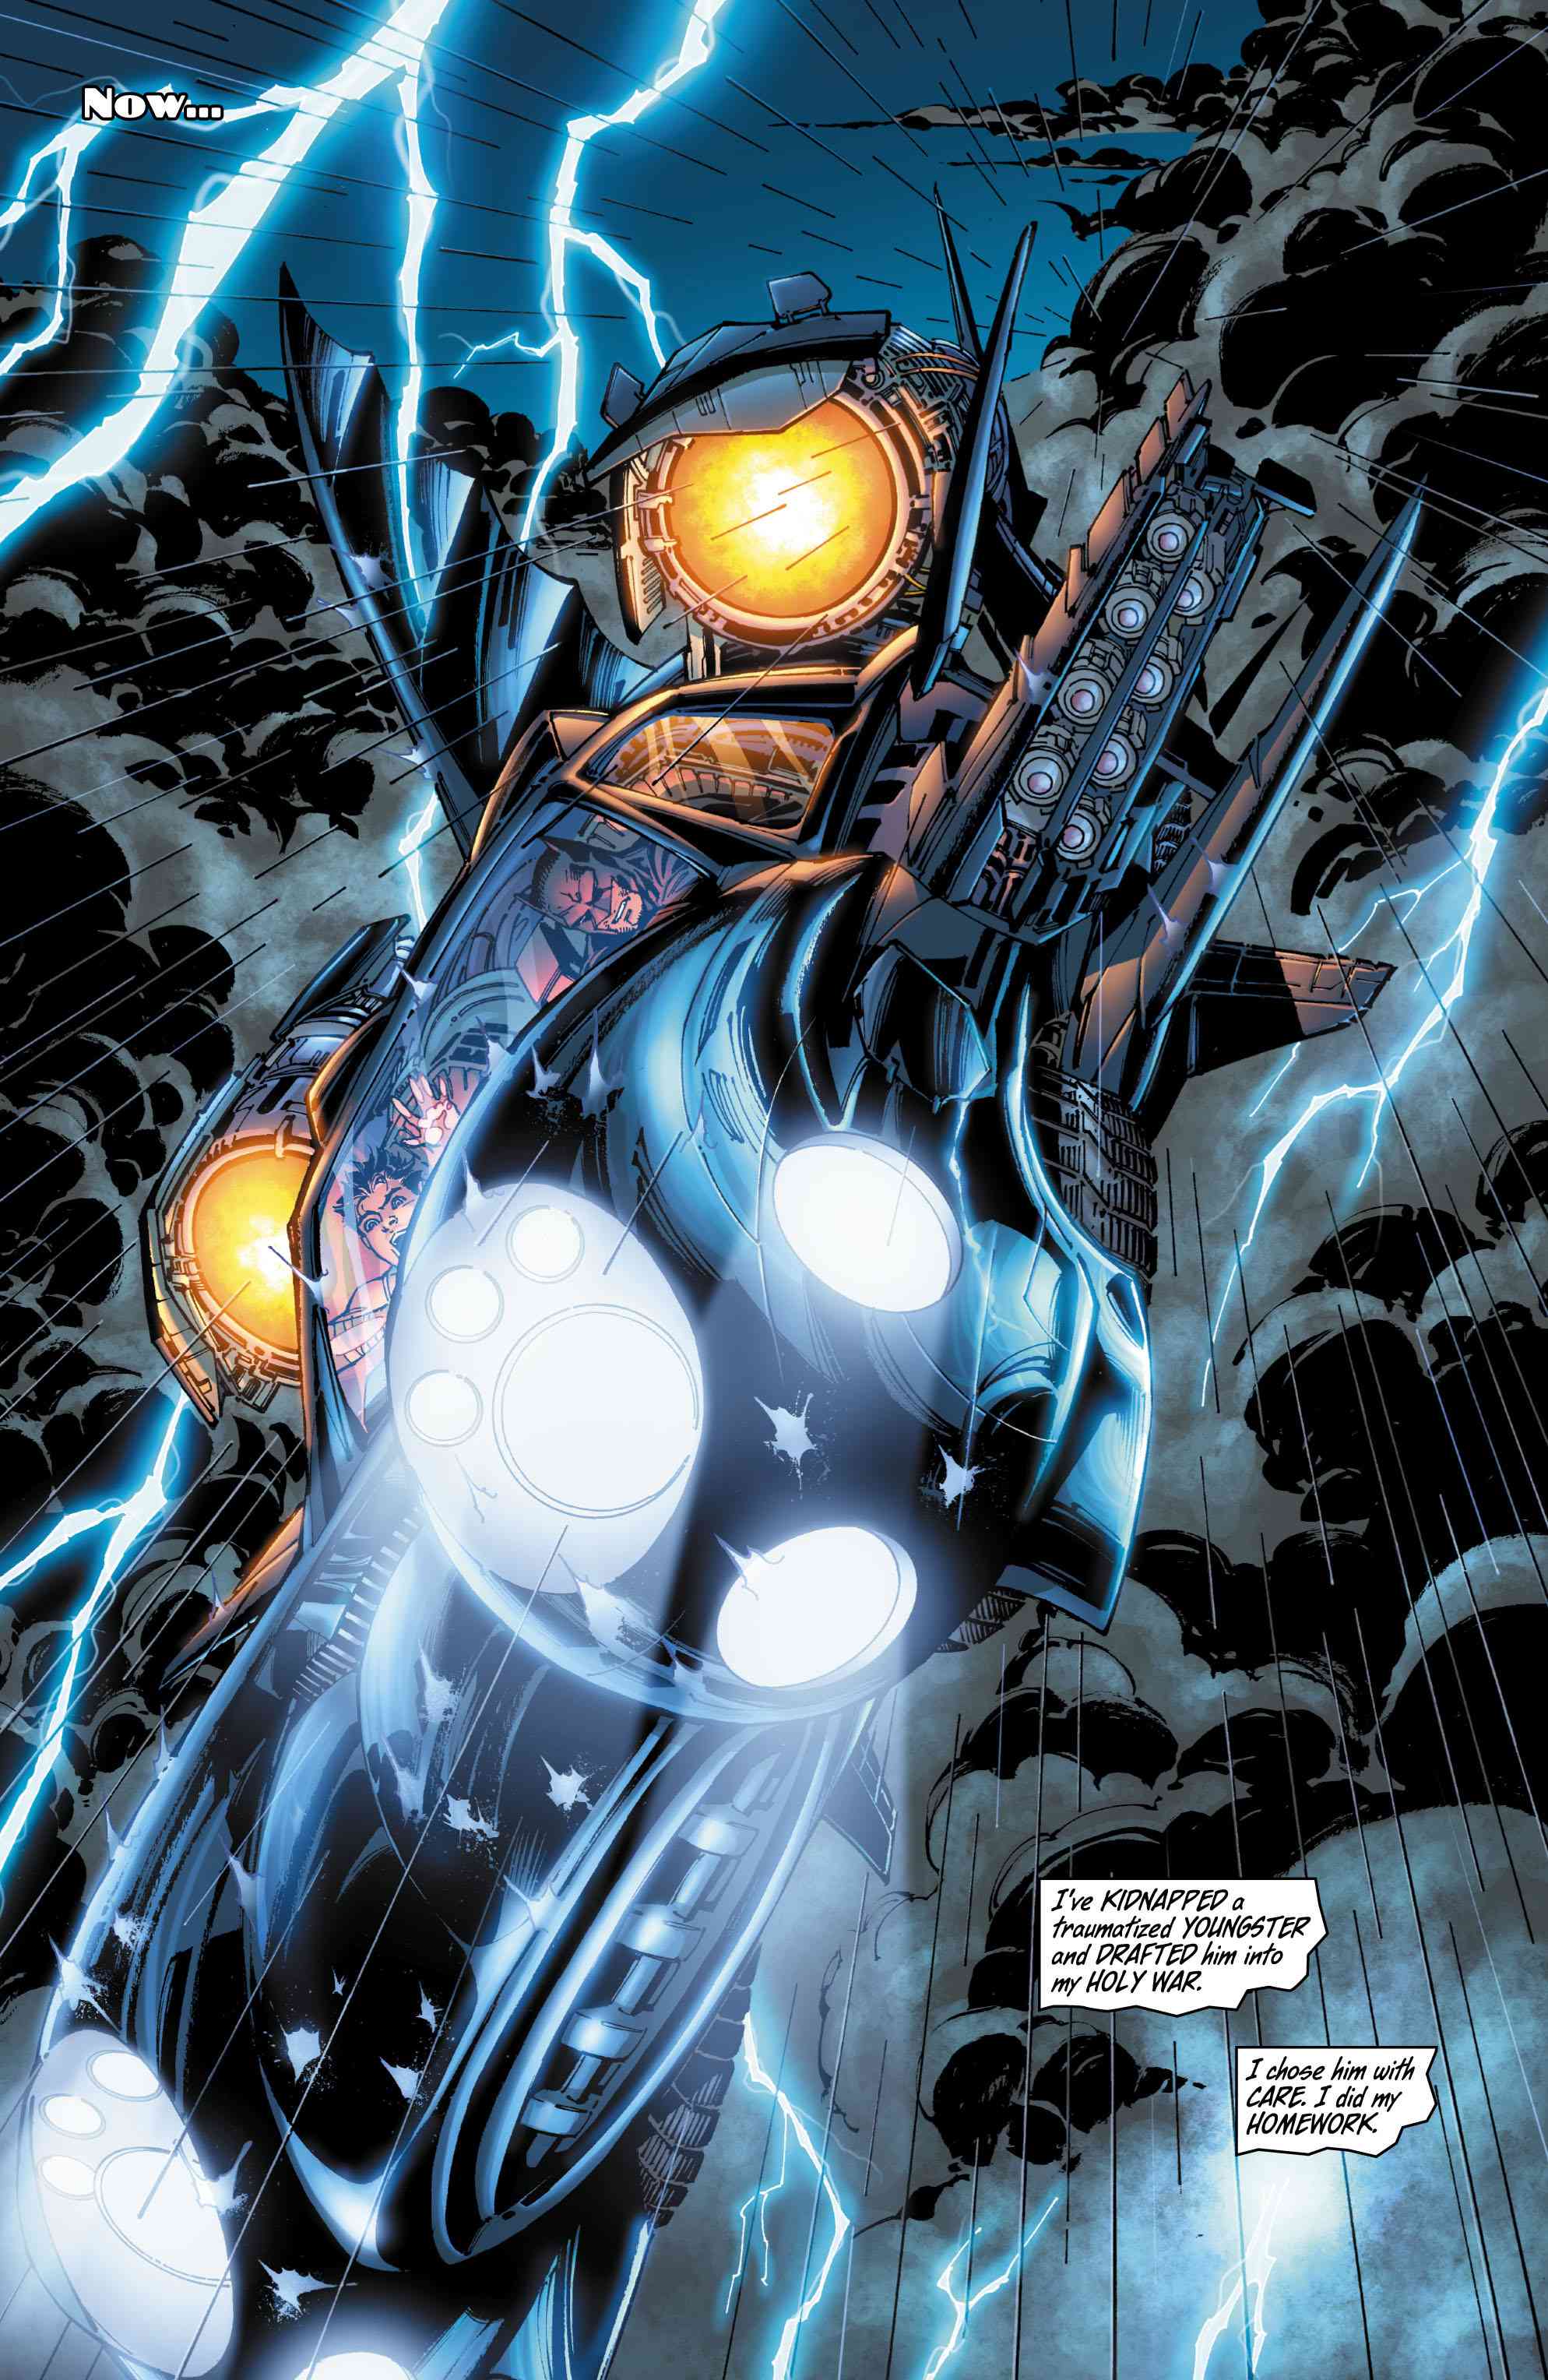 Now...
I've KIDNAPPED a
traumatized YOUNGSTER
and DRAFTED him into
my HOLY WAR.
I chose him with
CARE. I did my
HOMEWORK.